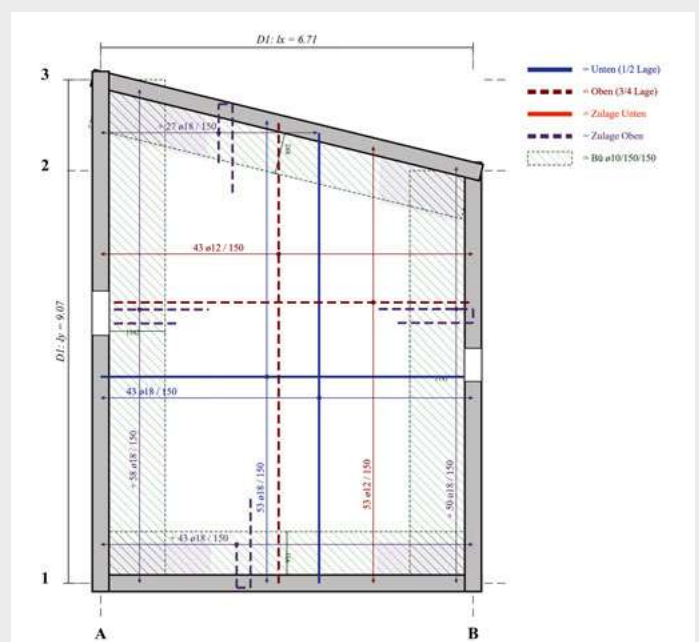 D1: lx = 6.71
3
= Unten (1/2 Lage)
= Oben (3/4 Lage)
= Zulage Unten
= Zulage Oben
= Bü ø10/150/150
+ 27 ø18 / 150
2
43 ø12 / 150
D1: ly = 9.07
43 ø18 / 150
+ 58 ø18 / 150
53 ø18 / 150
53 ø12 / 150
+ 50 ø18 / 150
+ 43 ø18 / 150
1
A
B